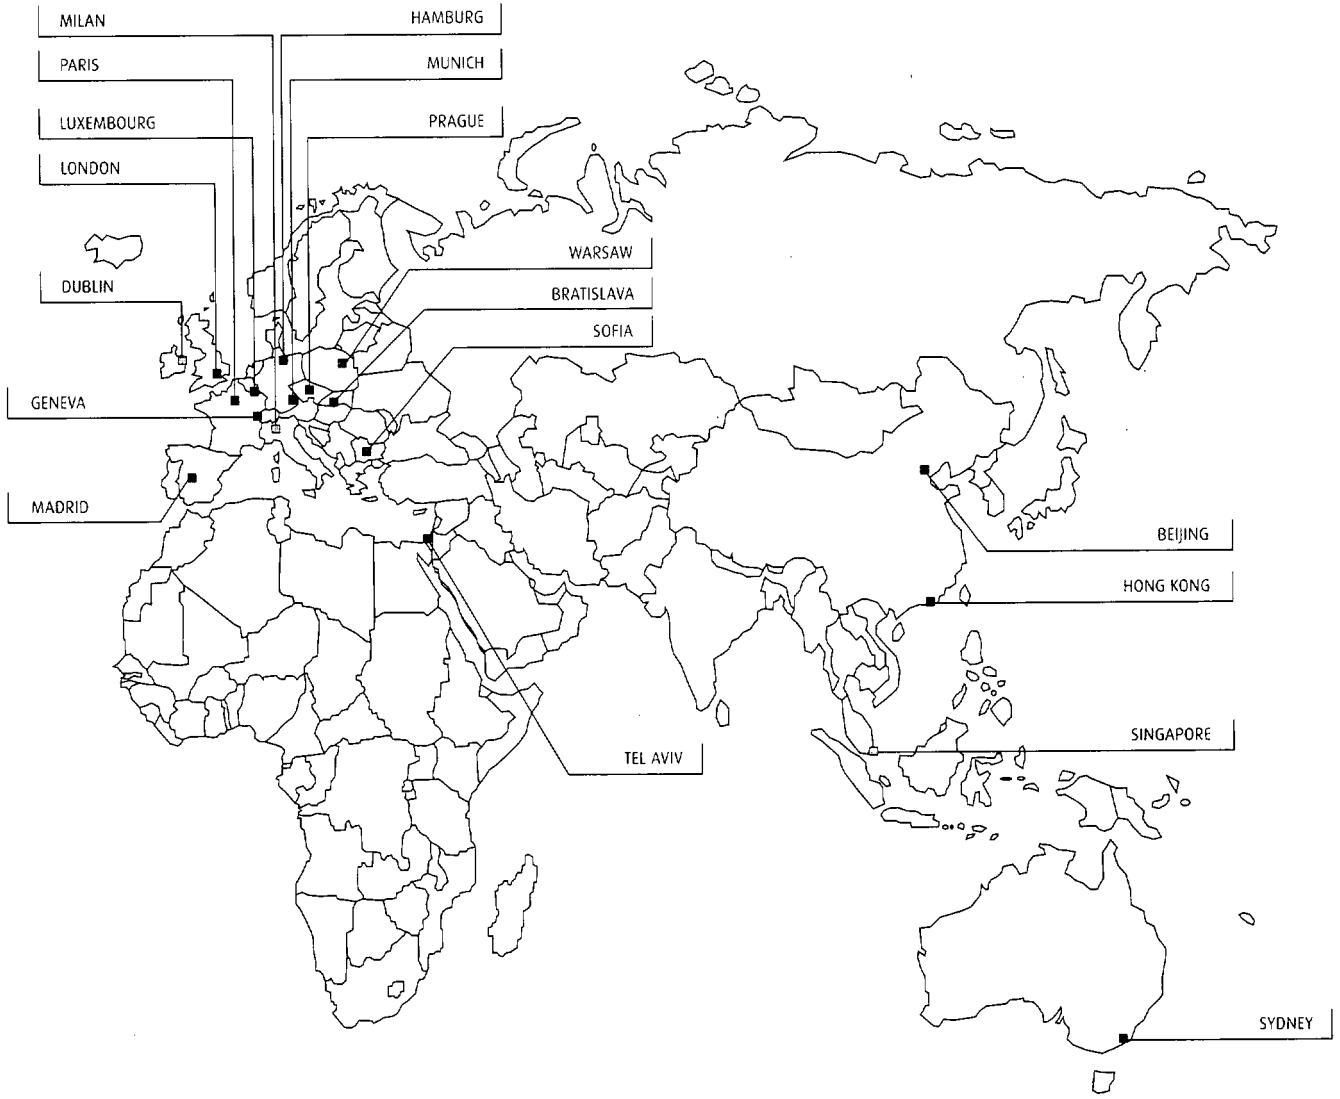 MILAN
HAMBURG
PARIS
MUNICH
LUXEMBOURG
PRAGUE
LONDON
WARSAW
DUBLIN
BRATISLAVA
SOFIA
GENEVA
MADRID
BEIJING
HONG KONG
SINGAPORE
TEL AVIV
SYDNEY